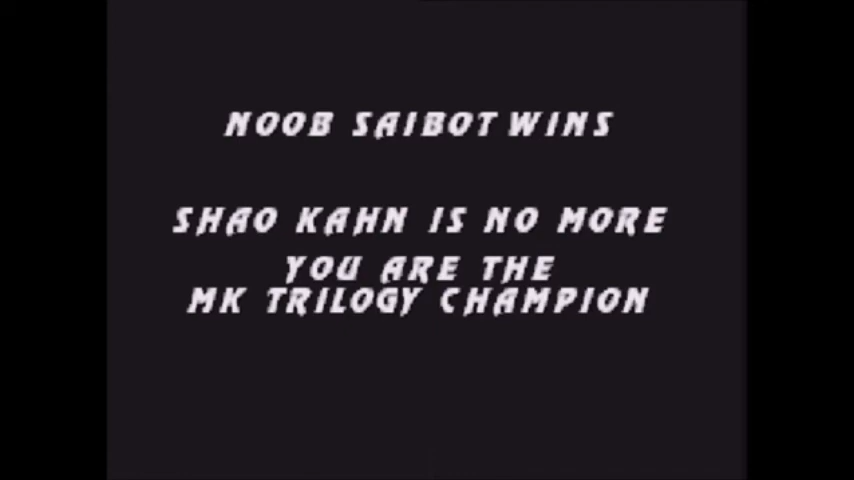 NOOB SAIBOT WINS
SHAO KAHN IS NO MORE
YOU ARE THE
MK TRILOGY CHAMPION